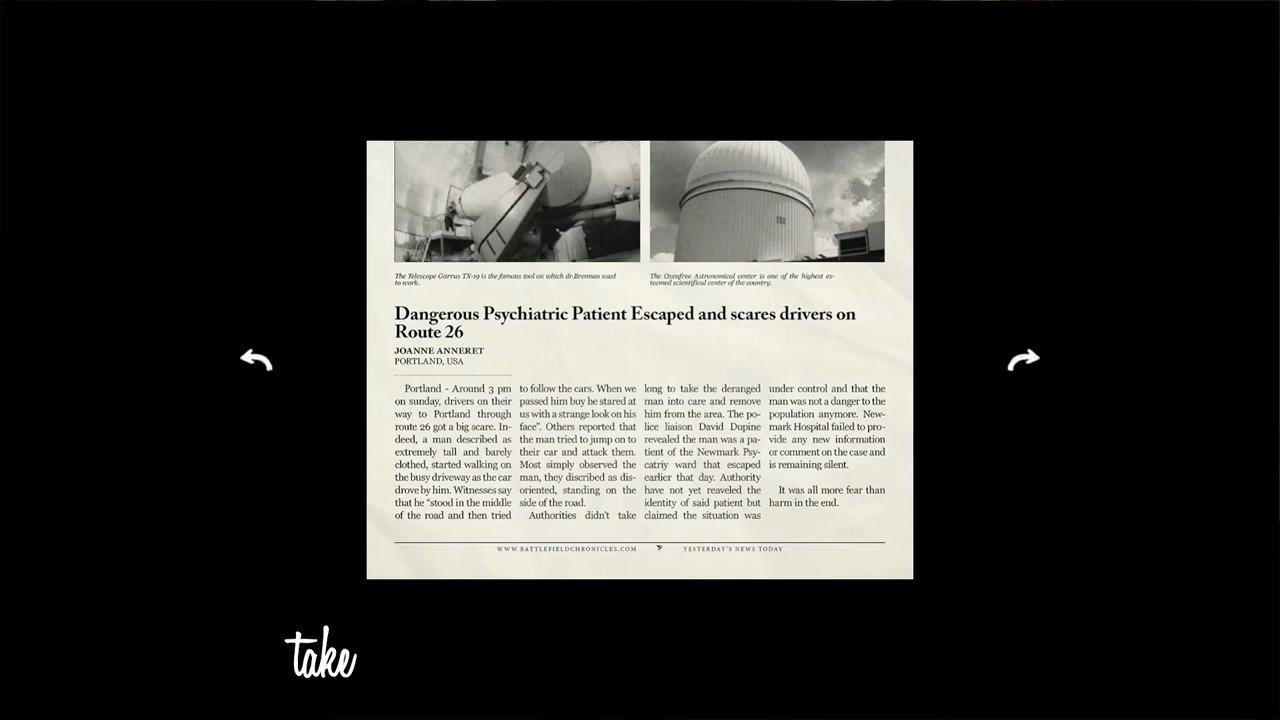 The Telescope Garrus TX-19 is the famous tool on which dr.Brennan used
to work.
The Oxenfree Astronomical center is one of the highest es-
teemed scientifical center of the country.
Dangerous Psychiatric Patient Escaped and scares drivers on
Route 26
JOANNE ANNERET
PORTLAND, USA
Portland - Around 3 pm
on sunday, drivers on their
way to Portland through
route 26 got a big scare. In-
deed, a man described as
extremely tall and barely
clothed, started walking on
the busy driveway as the car
drove by him. Witnesses say
that he “stood in the middle
of the road and then tried
to follow the cars. When we
passed him buy he stared at
us with a strange look on his
face”. Others reported that
the man tried to jump on to
their car and attack them.
Most simply observed the
man, they discribed as dis-
oriented, standing on the
side of the road.
Authorities didn’t take
long to take the deranged
man into care and remove
him from the area. The po-
lice liaison David Dupine
revealed the man was a pa-
tient of the Newmark Psy-
catriy ward that escaped
earlier that day. Authority
have not yet reaveled the
identity of said patient but
claimed the situation was
under control and that the
man was not a danger to the
population anymore. New-
mark Hospital failed to pro-
vide any new information
or comment on the case and
is remaining silent.
It was all more fear than
harm in the end.
WWW.BATTLEFIELDCHRONICLES.COM YESTERDAY'S NEWS TODAY
take